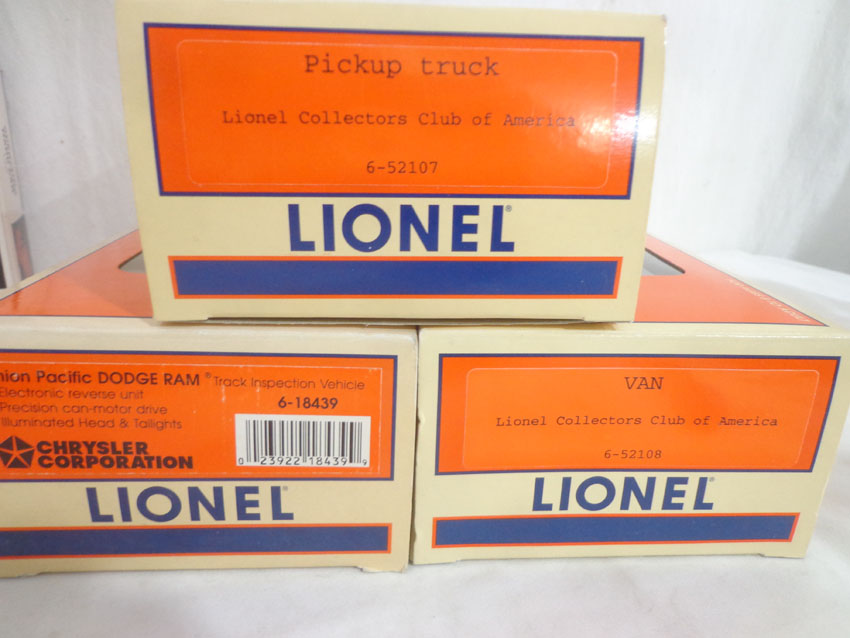 Pickup truck
Lionel Collectors Club of America
6-52107
LIONEL®
nion Pacific DODGE RAM® Track Inspection Vehicle
Electronic reverse unit
Precision can-motor drive
Illuminated Head & Tailights
6-18439
0 23922 18439 9
CHRYSLER
CORPORATION
LIONEL®
VAN
Lionel Collectors Club of America
6-52108
LIONEL®